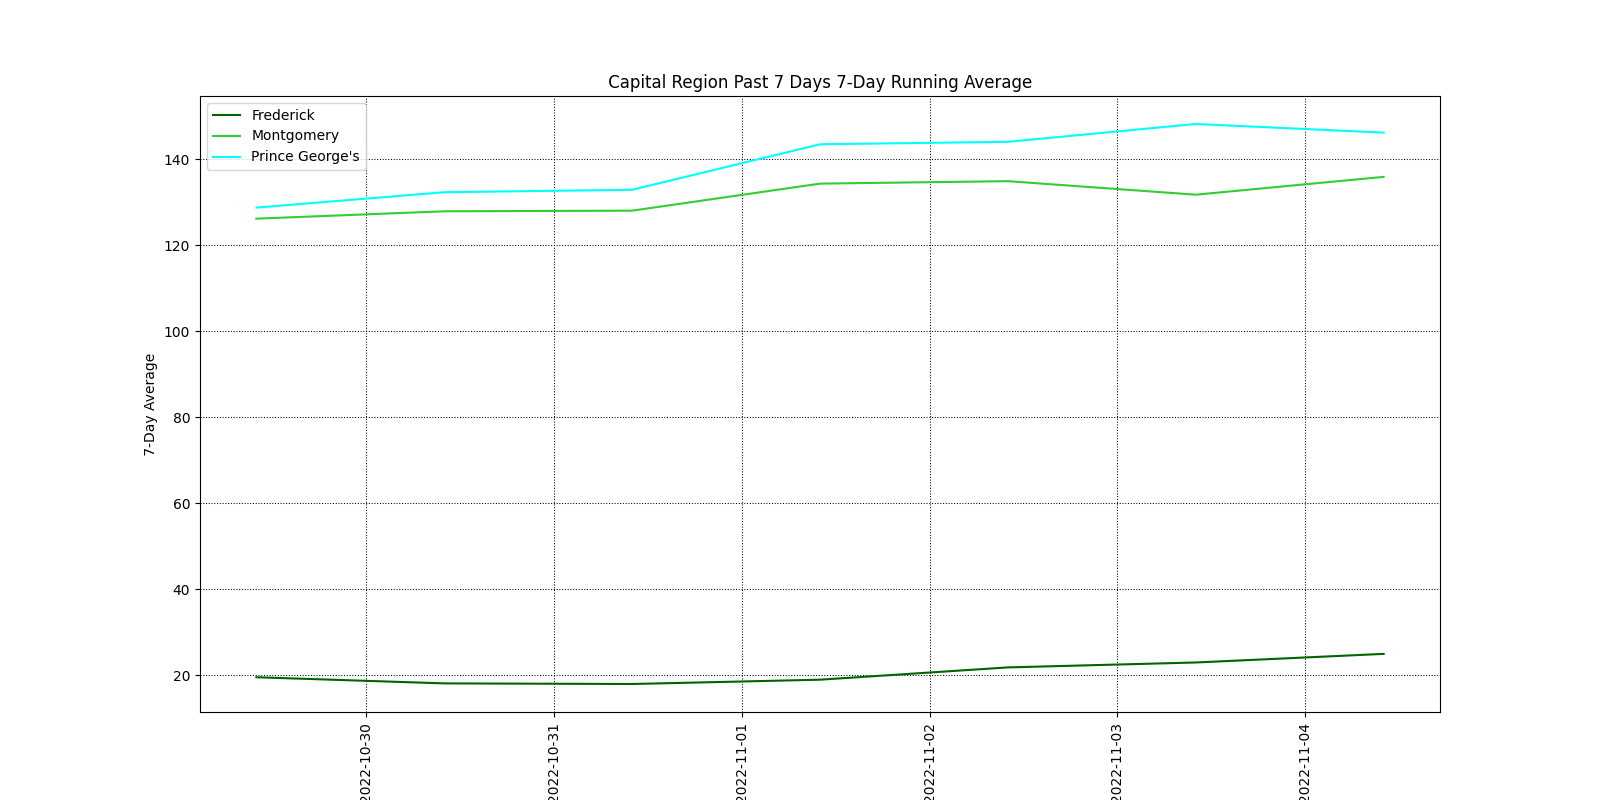 Capital Region Past 7 Days 7-Day Running Average
Frederick
Montgomery
Prince George's
140
120
100
80
60
40
20
7-Day Average
2022-10-30
2022-10-31
2022-11-01
2022-11-02
2022-11-03
2022-11-04